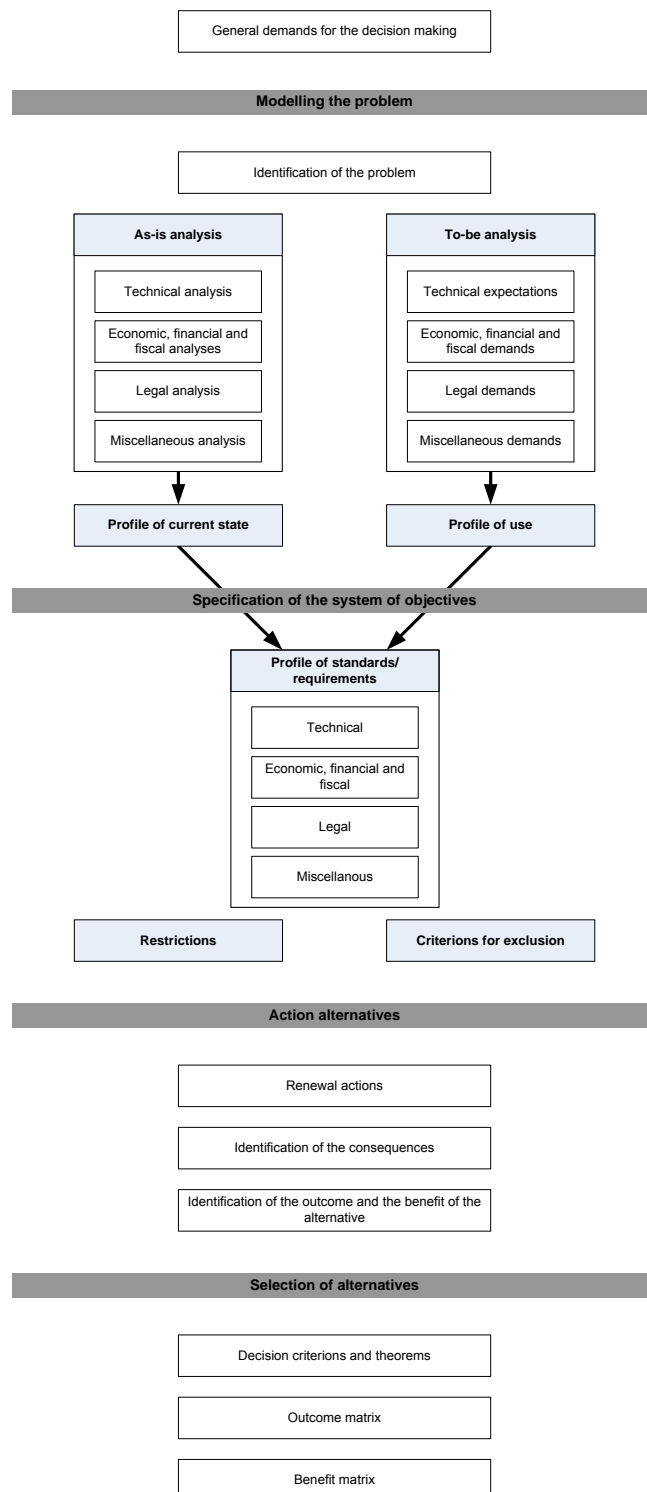 General demands for the decision making
Modelling the problem
Identification of the problem
As-is analysis
Technical analysis
Economic, financial and
fiscal analyses
Legal analysis
Miscellaneous analysis
To-be analysis
Technical expectations
Economic, financial and
fiscal demands
Legal demands
Miscellaneous demands
Profile of current state
Profile of use
Specification of the system of objectives
Profile of standards/
requirements
Technical
Economic, financial and
fiscal
Legal
Miscellanous
Restrictions
Criterions for exclusion
Action alternatives
Renewal actions
Identification of the consequences
Identification of the outcome and the benefit of the
alternative
Selection of alternatives
Decision criterions and theorems
Outcome matrix
Benefit matrix